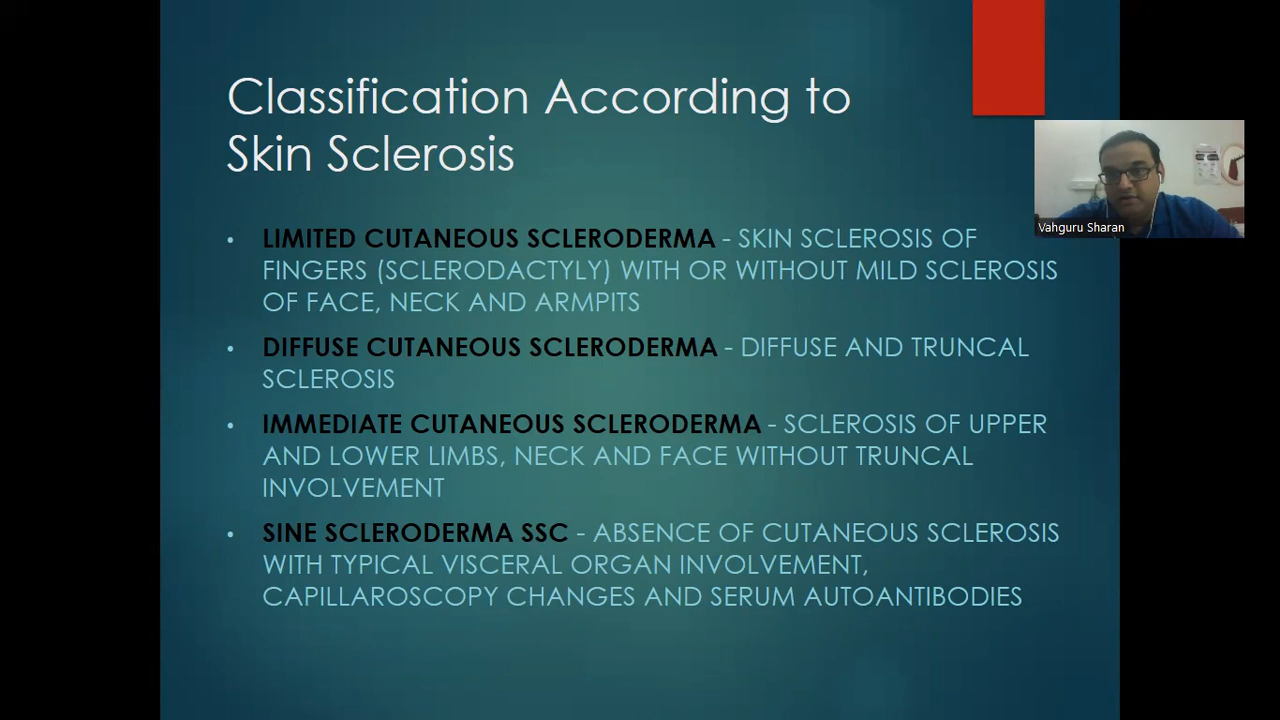 Classification According to
Skin Sclerosis
Vahguru Sharan
• LIMITED CUTANEOUS SCLERODERMA - SKIN SCLEROSIS OF
FINGERS (SCLERODACTYLY) WITH OR WITHOUT MILD SCLEROSIS
OF FACE, NECK AND ARMPITS
• DIFFUSE CUTANEOUS SCLERODERMA - DIFFUSE AND TRUNCAL
SCLEROSIS
• IMMEDIATE CUTANEOUS SCLERODERMA - SCLEROSIS OF UPPER
AND LOWER LIMBS, NECK AND FACE WITHOUT TRUNCAL
INVOLVEMENT
• SINE SCLERODERMA SSC - ABSENCE OF CUTANEOUS SCLEROSIS
WITH TYPICAL VISCERAL ORGAN INVOLVEMENT,
CAPILLAROSCOPY CHANGES AND SERUM AUTOANTIBODIES